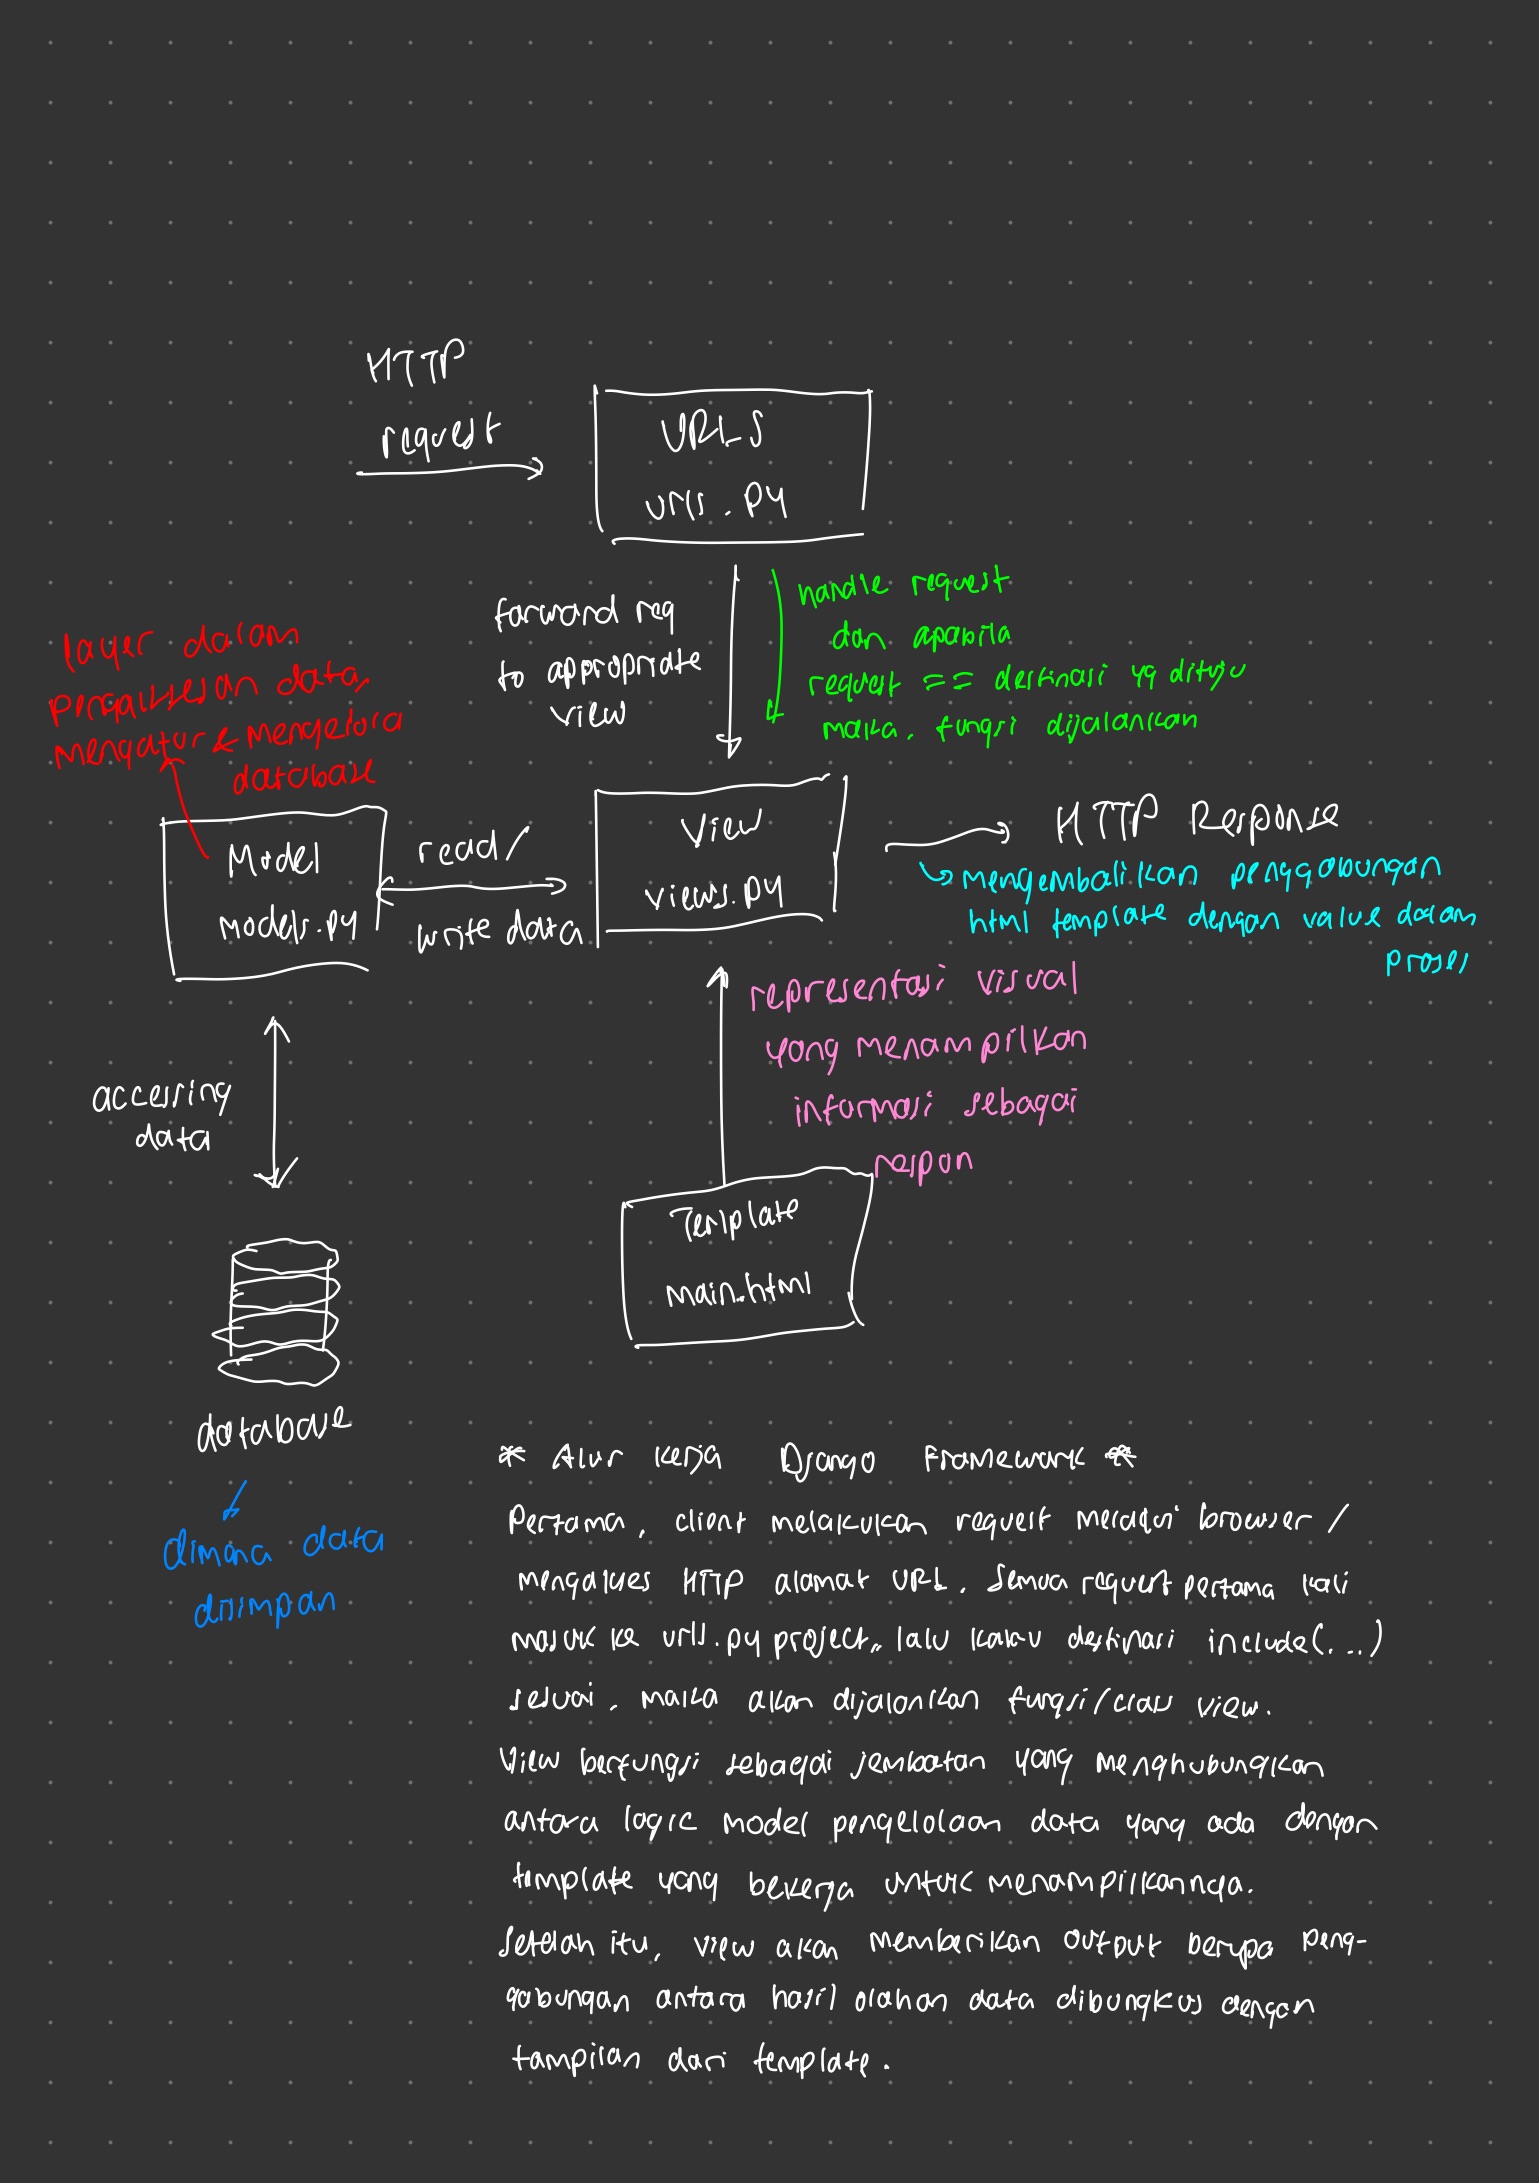 HTTP
request
URLS
urls.py
forward req
to appropriate
view
handle request
dan apabila
request == destinasi yg dituju
maka, fungsi dijalankan
layer dalam
pengaksesan data,
mengatur & mengelola
database
Model
Models.py
read/
write data
View
views.py
HTTP Response
mengembalikan penggabungan
html template dengan value dalam
proses
representasi visual
yang menampilkan
informasi sebagai
respon
accessing
data
Template
main.html
database
dimana data
disimpan
* Alur Kerja Django Framework *
Pertama, client melakukan request melalui browser/
mengakses HTTP alamat URL. Semua request pertama kali
masuk ke urls.py project,, lalu kalau destinasi include(...)
sesuai, maka akan dijalankan fungsi/class view.
View berfungsi sebagai jembatan yang menghubungkan
antara logic model pengelolaan data yang ada dengan
template yang bekerja untuk menampilkannya.
Setelah itu, view akan memberikan output berupa peng-
gabungan antara hasil olahan data dibungkus dengan
tampilan dari template.